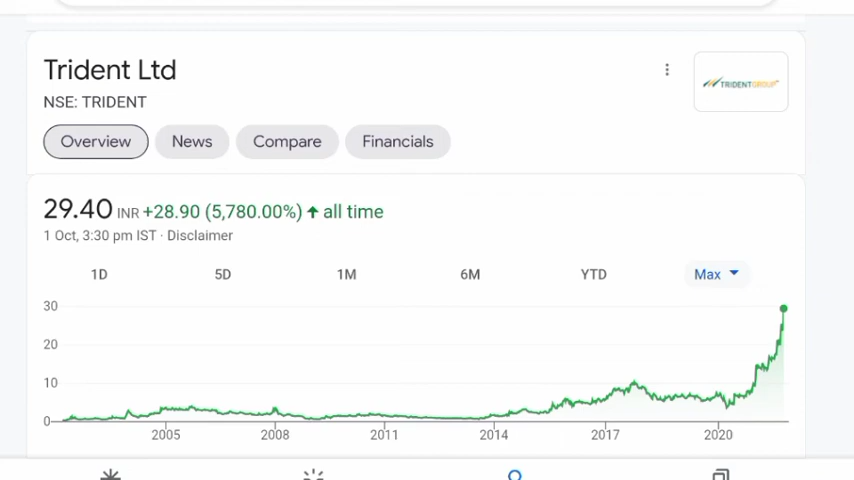 Trident Ltd
NSE: TRIDENT
TRIDENTGROUP
Overview News Compare Financials
29.40 INR +28.90 (5,780.00%) ↑ all time
1 Oct, 3:30 pm IST · Disclaimer
1D 5D 1M 6M YTD Max
30
20
10
0
2005 2008 2011 2014 2017 2020